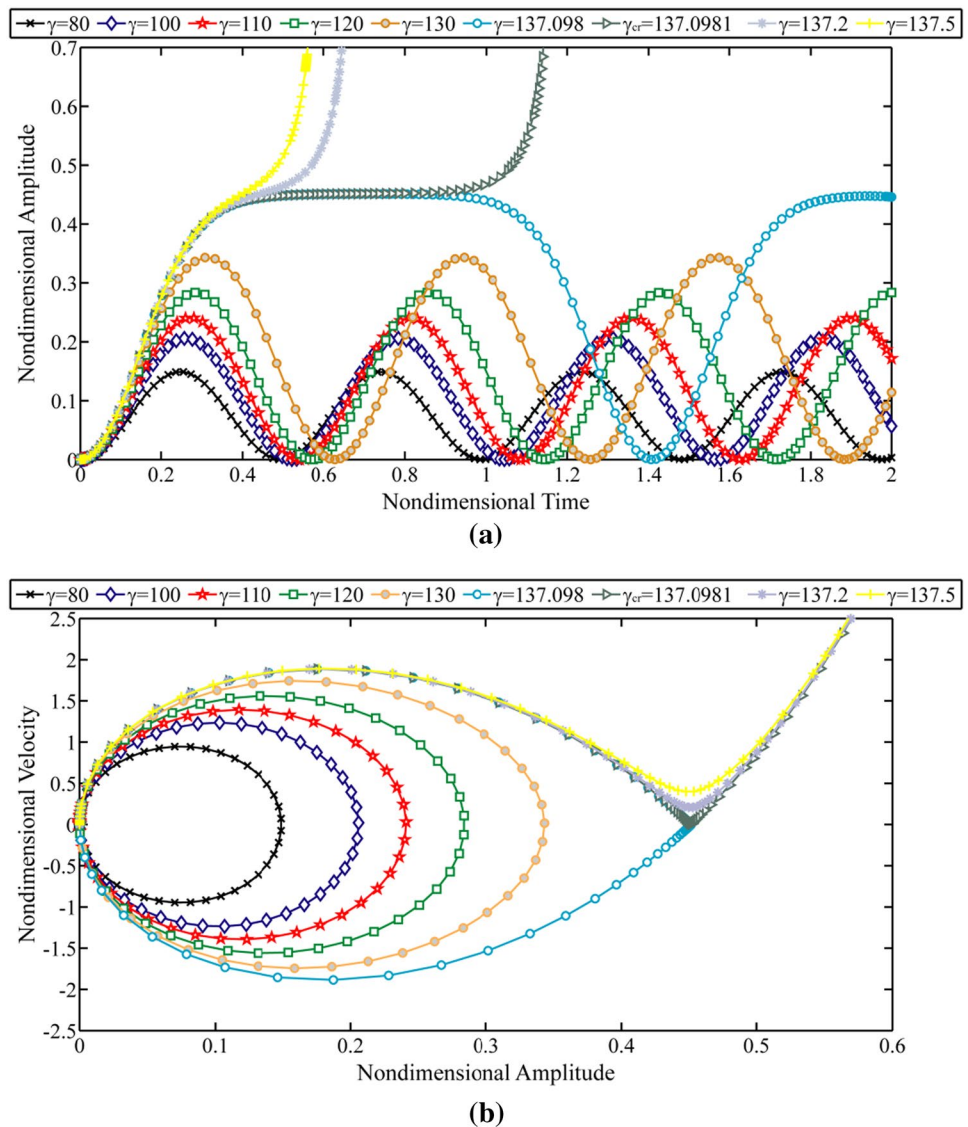 γ=80 γ=100 γ=110 γ=120 γ=130 γ=137.098 γcr=137.0981 γ=137.2 γ=137.5
0.7
0.6
0.5
0.4
0.3
0.2
0.1
0
Nondimensional Amplitude
0 0.2 0.4 0.6 0.8 1 1.2 1.4 1.6 1.8 2
Nondimensional Time
(a)
γ=80 γ=100 γ=110 γ=120 γ=130 γ=137.098 γcr=137.0981 γ=137.2 γ=137.5
2.5
2
1.5
1
0.5
0
-0.5
-1
-1.5
-2
-2.5
Nondimensional Velocity
0 0.1 0.2 0.3 0.4 0.5 0.6
Nondimensional Amplitude
(b)